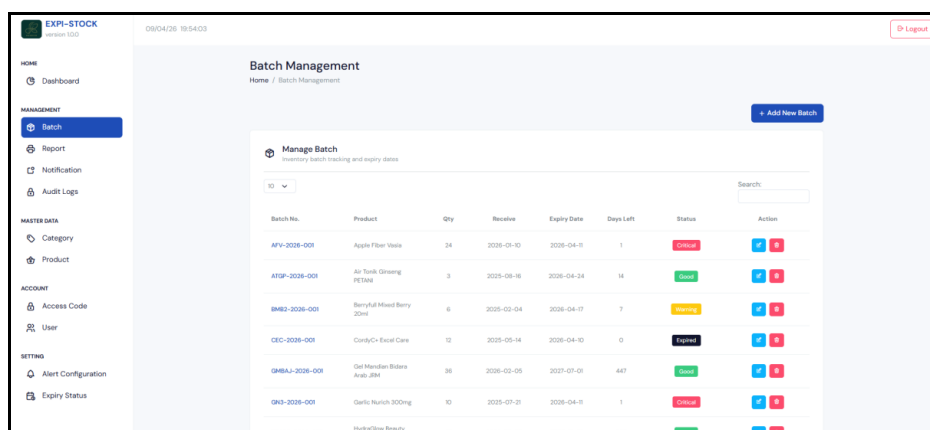 EXPI-STOCK
version 1.0.0
09/04/26 19:54:03
Logout
HOME
Dashboard
MANAGEMENT
Batch
Report
Notification
Audit Logs
MASTER DATA
Category
Product
ACCOUNT
Access Code
User
SETTING
Alert Configuration
Expiry Status
Batch Management
Home / Batch Management
+ Add New Batch
Manage Batch
Inventory batch tracking and expiry dates
10
Search:
Batch No. Product Qty Receive Expiry Date Days Left Status Action
AFV-2026-001 Apple Fiber Vasia 24 2026-01-10 2026-04-11 1 Critical
ATGP-2026-001 Air Tonik Ginseng PETANI 3 2025-08-16 2026-04-24 14 Good
BMB2-2026-001 Berryfull Mixed Berry 20ml 6 2025-02-04 2026-04-17 7 Warning
CEC-2026-001 CordyC+ Excel Care 12 2025-05-14 2026-04-10 0 Expired
GMBAJ-2026-001 Gel Mandian Bidara Arab JRM 36 2026-02-05 2027-07-01 447 Good
GN3-2026-001 Garlic Nurich 300mg 10 2025-07-21 2026-04-11 1 Critical
HydraGlow Beauty